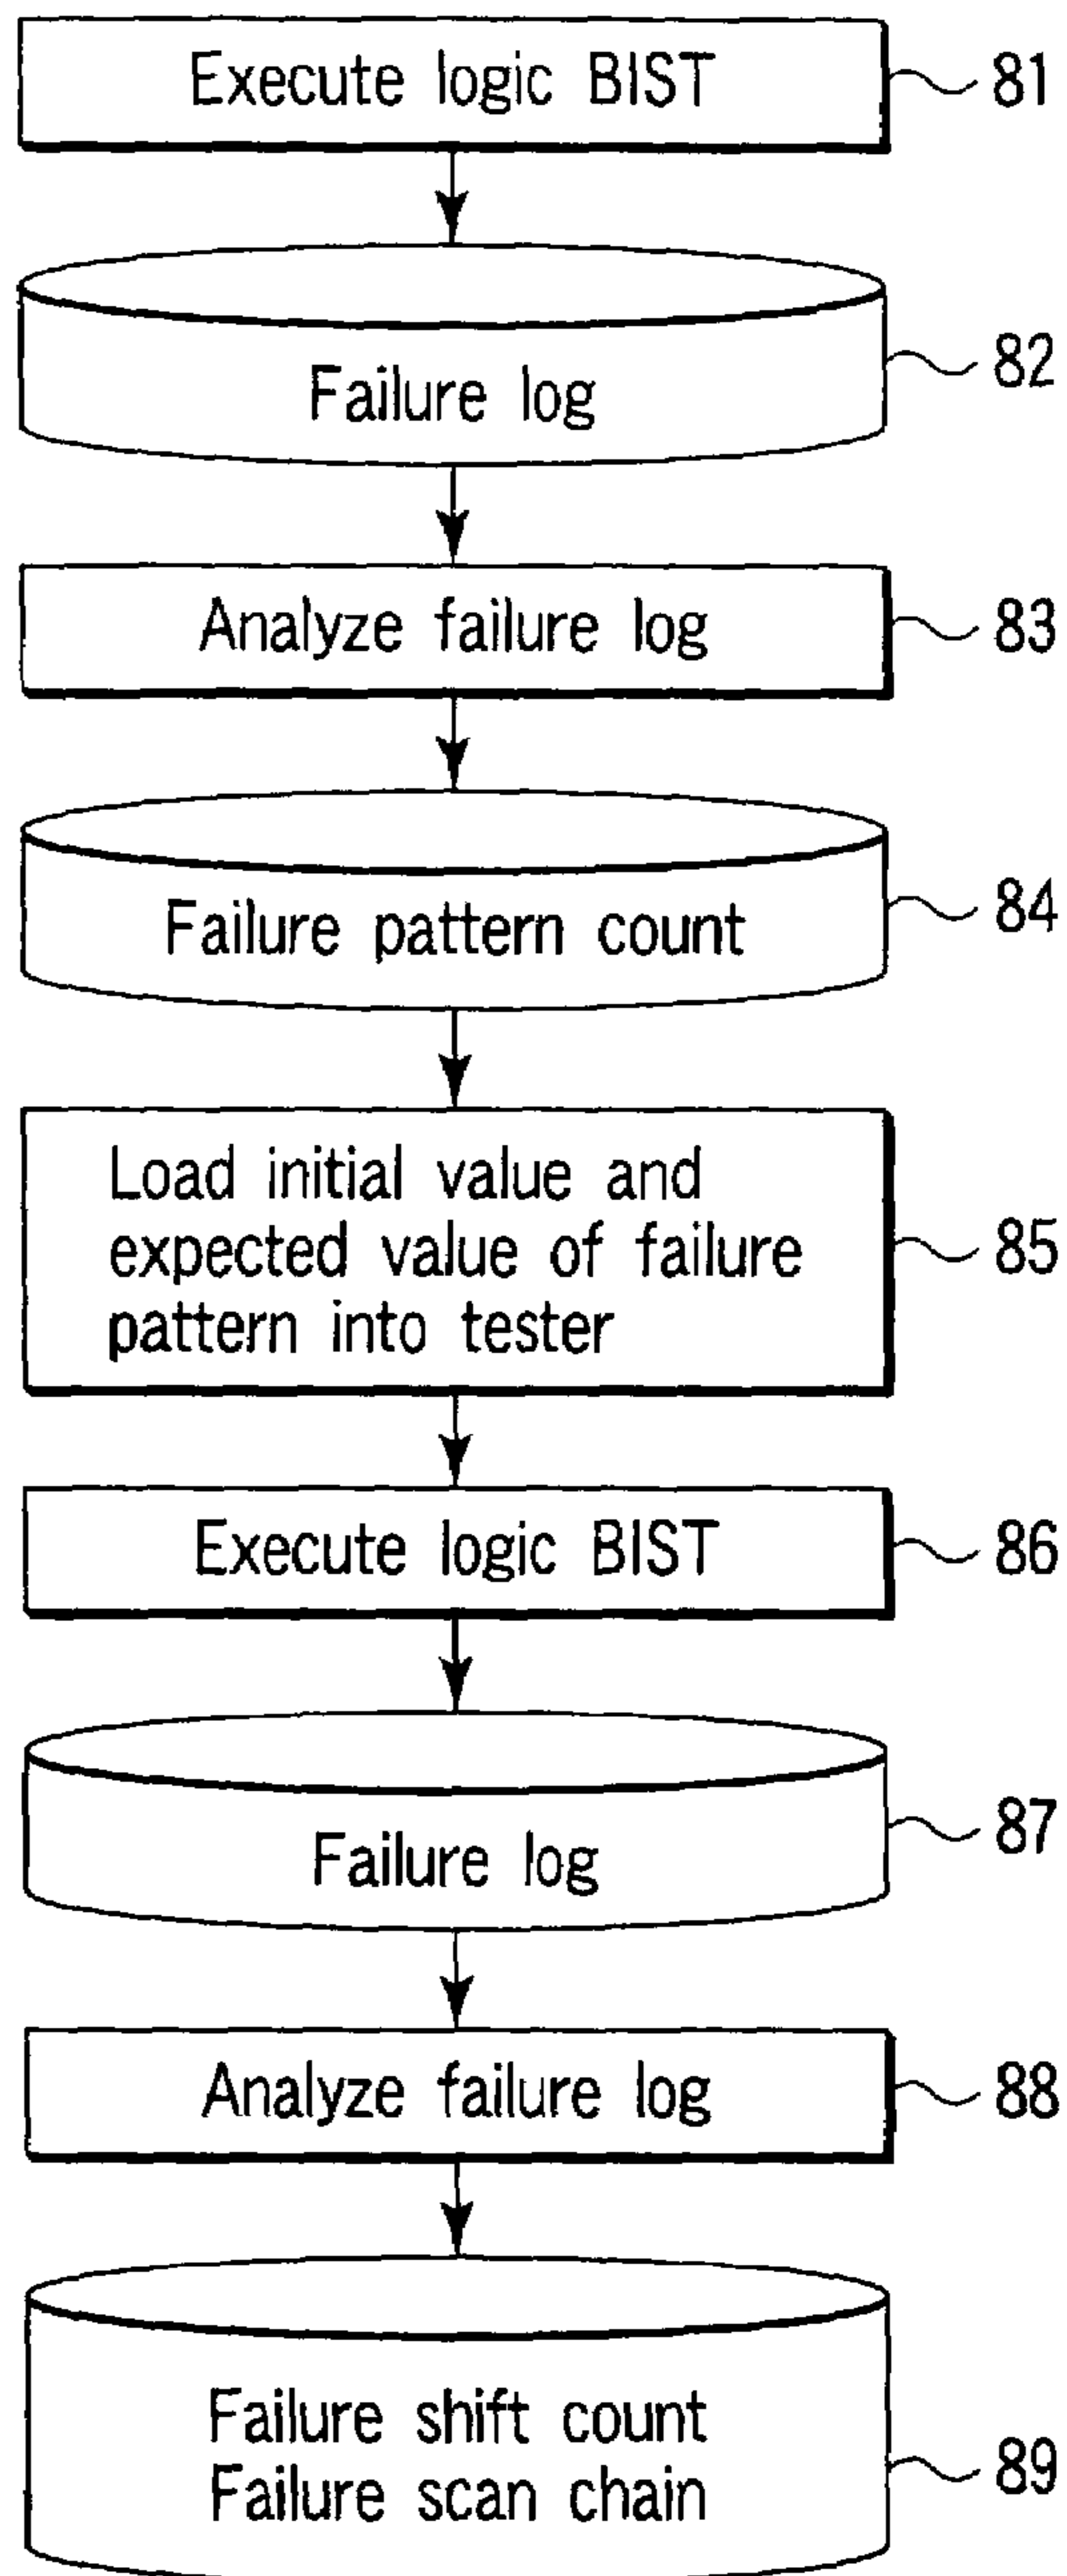 Execute logic BIST
81
Failure log
82
Analyze failure log
83
Failure pattern count
84
Load initial value and
expected value of failure
pattern into tester
85
Execute logic BIST
86
Failure log
87
Analyze failure log
88
Failure shift count
Failure scan chain
89